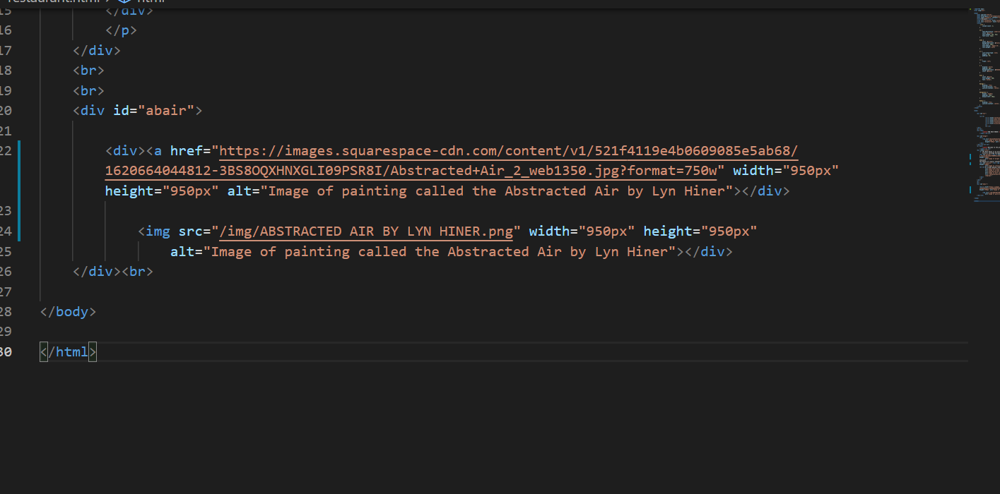 restaurant.html > html
15 </div>
16 </p>
17 </div>
18 <br>
19 <br>
20 <div id="abair">
21
22 <div><a href="https://images.squarespace-cdn.com/content/v1/521f4119e4b0609085e5ab68/
1620664044812-3BS8OQXHNXGLI09PSR8I/Abstracted+Air_2_web1350.jpg?format=750w" width="950px"
height="950px" alt="Image of painting called the Abstracted Air by Lyn Hiner"></div>
23
24 <img src="/img/ABSTRACTED AIR BY LYN HINER.png" width="950px" height="950px"
25 alt="Image of painting called the Abstracted Air by Lyn Hiner"></div>
26 </div><br>
27
28 </body>
29
30 </html>